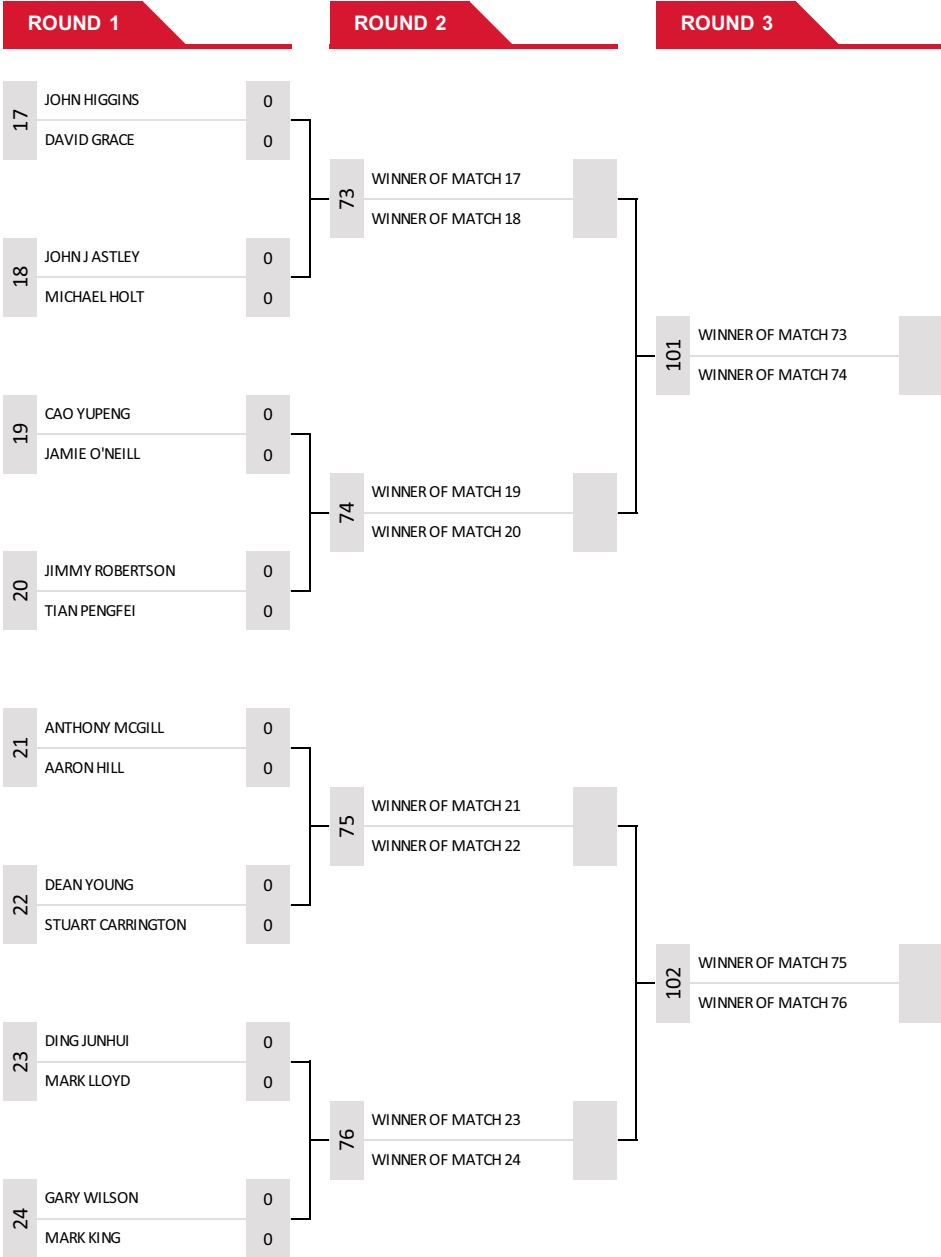 ROUND 1
ROUND 2
ROUND 3
17
JOHN HIGGINS 0
DAVID GRACE 0
73
WINNER OF MATCH 17
WINNER OF MATCH 18
18
JOHN J ASTLEY 0
MICHAEL HOLT 0
101
WINNER OF MATCH 73
WINNER OF MATCH 74
19
CAO YUPENG 0
JAMIE O'NEILL 0
74
WINNER OF MATCH 19
WINNER OF MATCH 20
20
JIMMY ROBERTSON 0
TIAN PENGFEI 0
21
ANTHONY MCGILL 0
AARON HILL 0
75
WINNER OF MATCH 21
WINNER OF MATCH 22
22
DEAN YOUNG 0
STUART CARRINGTON 0
102
WINNER OF MATCH 75
WINNER OF MATCH 76
23
DING JUNHUI 0
MARK LLOYD 0
76
WINNER OF MATCH 23
WINNER OF MATCH 24
24
GARY WILSON 0
MARK KING 0